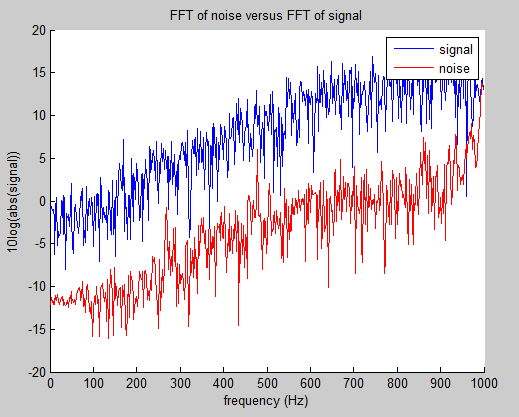 FFT of noise versus FFT of signal
20
15
10
5
0
-5
-10
-15
-20
10log(abs(signal))
signal
noise
0 100 200 300 400 500 600 700 800 900 1000
frequency (Hz)